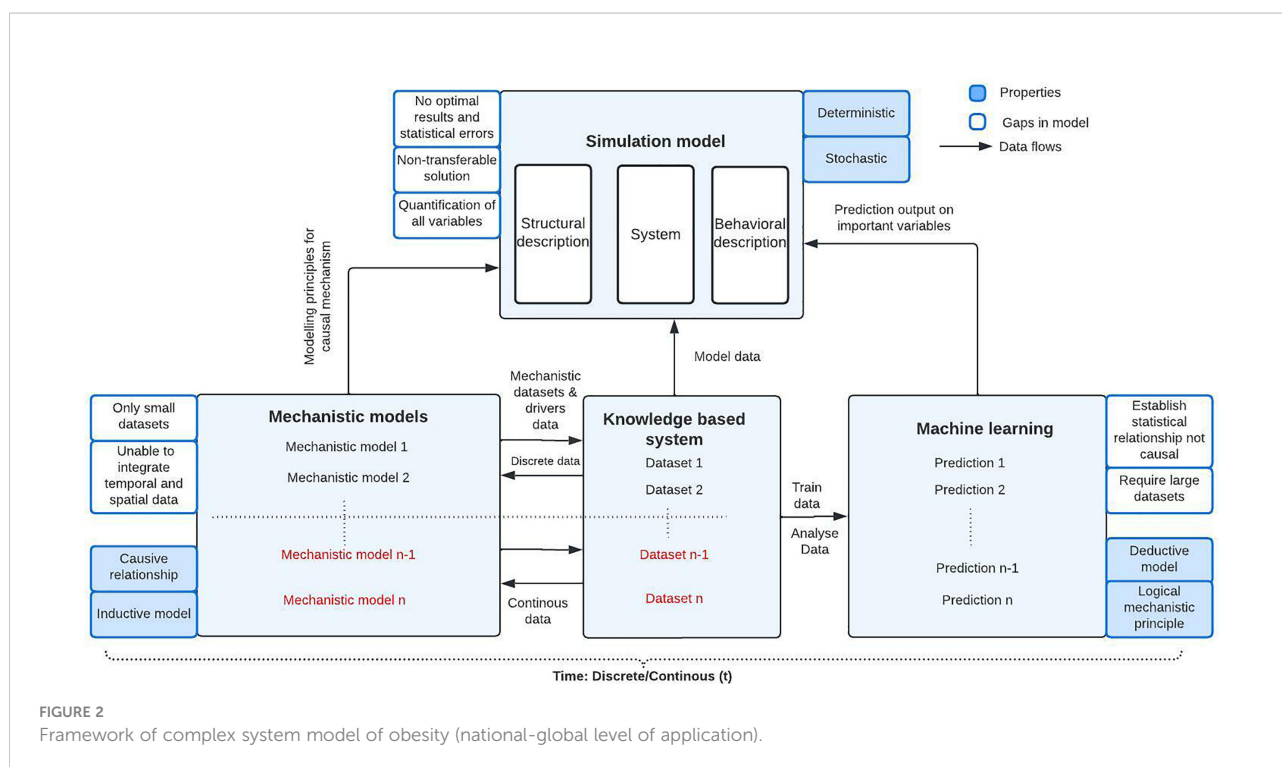 No optimal
results and
statistical errors
Non-transferable
solution
Quantification of
all variables
Simulation model
Structural
description
System
Behavioral
description
Deterministic
Stochastic
Properties
Gaps in model
Data flows
Prediction output on
important variables
Modelling principles for
causal mechanism
Model data
Only small
datasets
Unable to
integrate
temporal and
spatial data
Causive
relationship
Inductive model
Mechanistic models
Mechanistic model 1
Mechanistic model 2
Mechanistic model n-1
Mechanistic model n
Mechanistic
datasets &
drivers
data
Discrete data
Continous
data
Knowledge based
system
Dataset 1
Dataset 2
Dataset n-1
Dataset n
Train
data
Analyse
Data
Machine learning
Prediction 1
Prediction 2
Prediction n-1
Prediction n
Establish
statistical
relationship not
causal
Require large
datasets
Deductive
model
Logical
mechanistic
principle
Time: Discrete/Continous (t)
FIGURE 2
Framework of complex system model of obesity (national-global level of application).